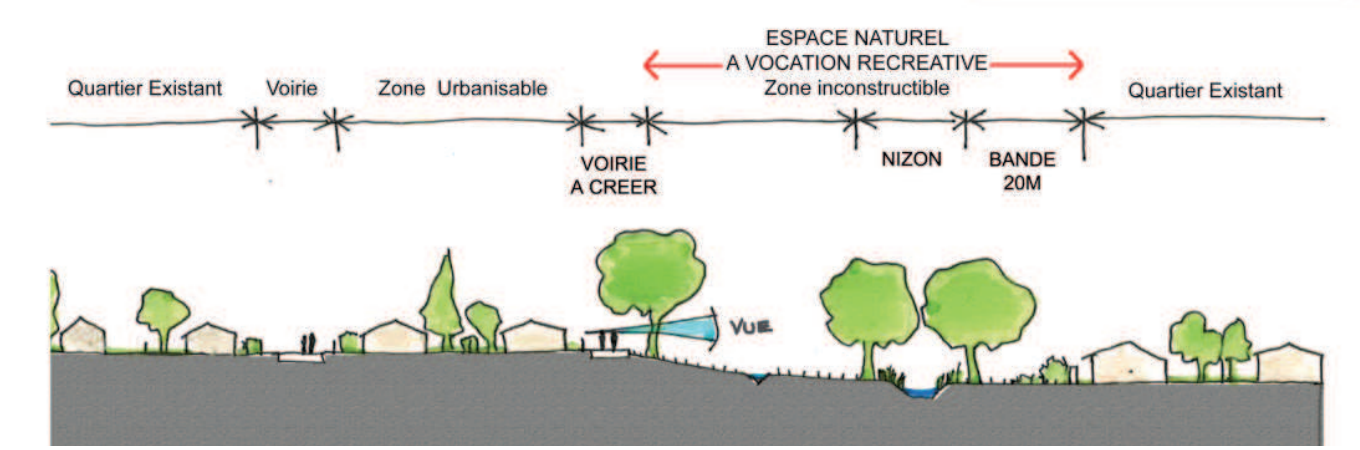 ESPACE NATUREL
A VOCATION RECREATIVE
Zone inconstructible
Quartier Existant
Voirie
Zone Urbanisable
Quartier Existant
VOIRIE
A CREER
NIZON
BANDE
20M
VUE